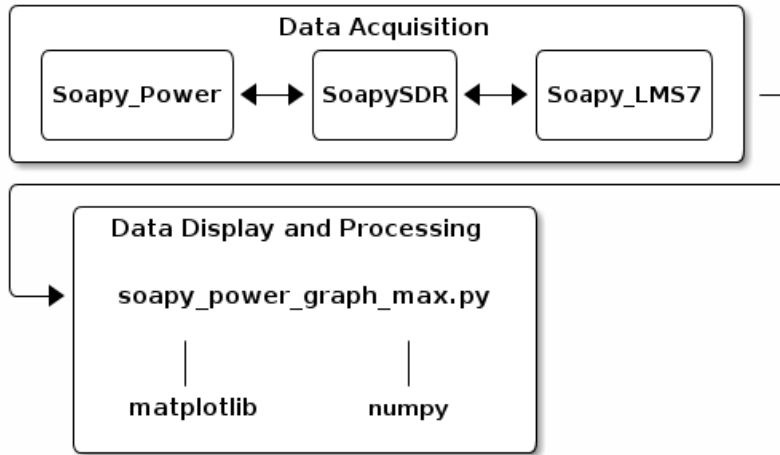 Data Acquisition
Soapy_Power
SoapySDR
Soapy_LMS7
Data Display and Processing
soapy_power_graph_max.py
matplotlib
numpy